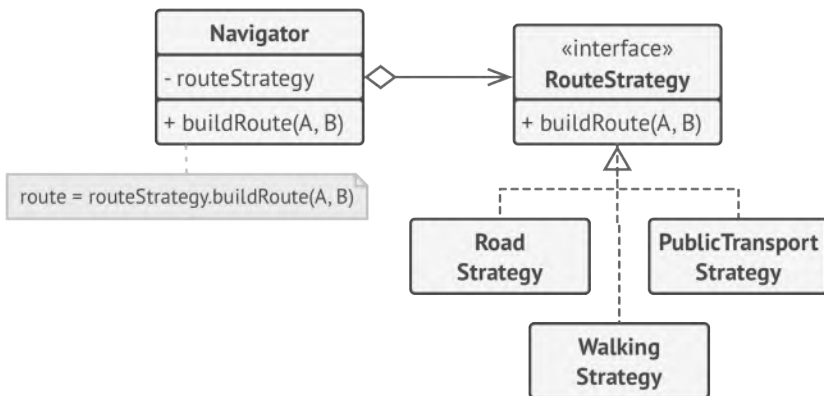 Navigator
- routeStrategy
+ buildRoute(A, B)
route = routeStrategy.buildRoute(A, B)
«interface»
RouteStrategy
+ buildRoute(A, B)
Road
Strategy
PublicTransport
Strategy
Walking
Strategy